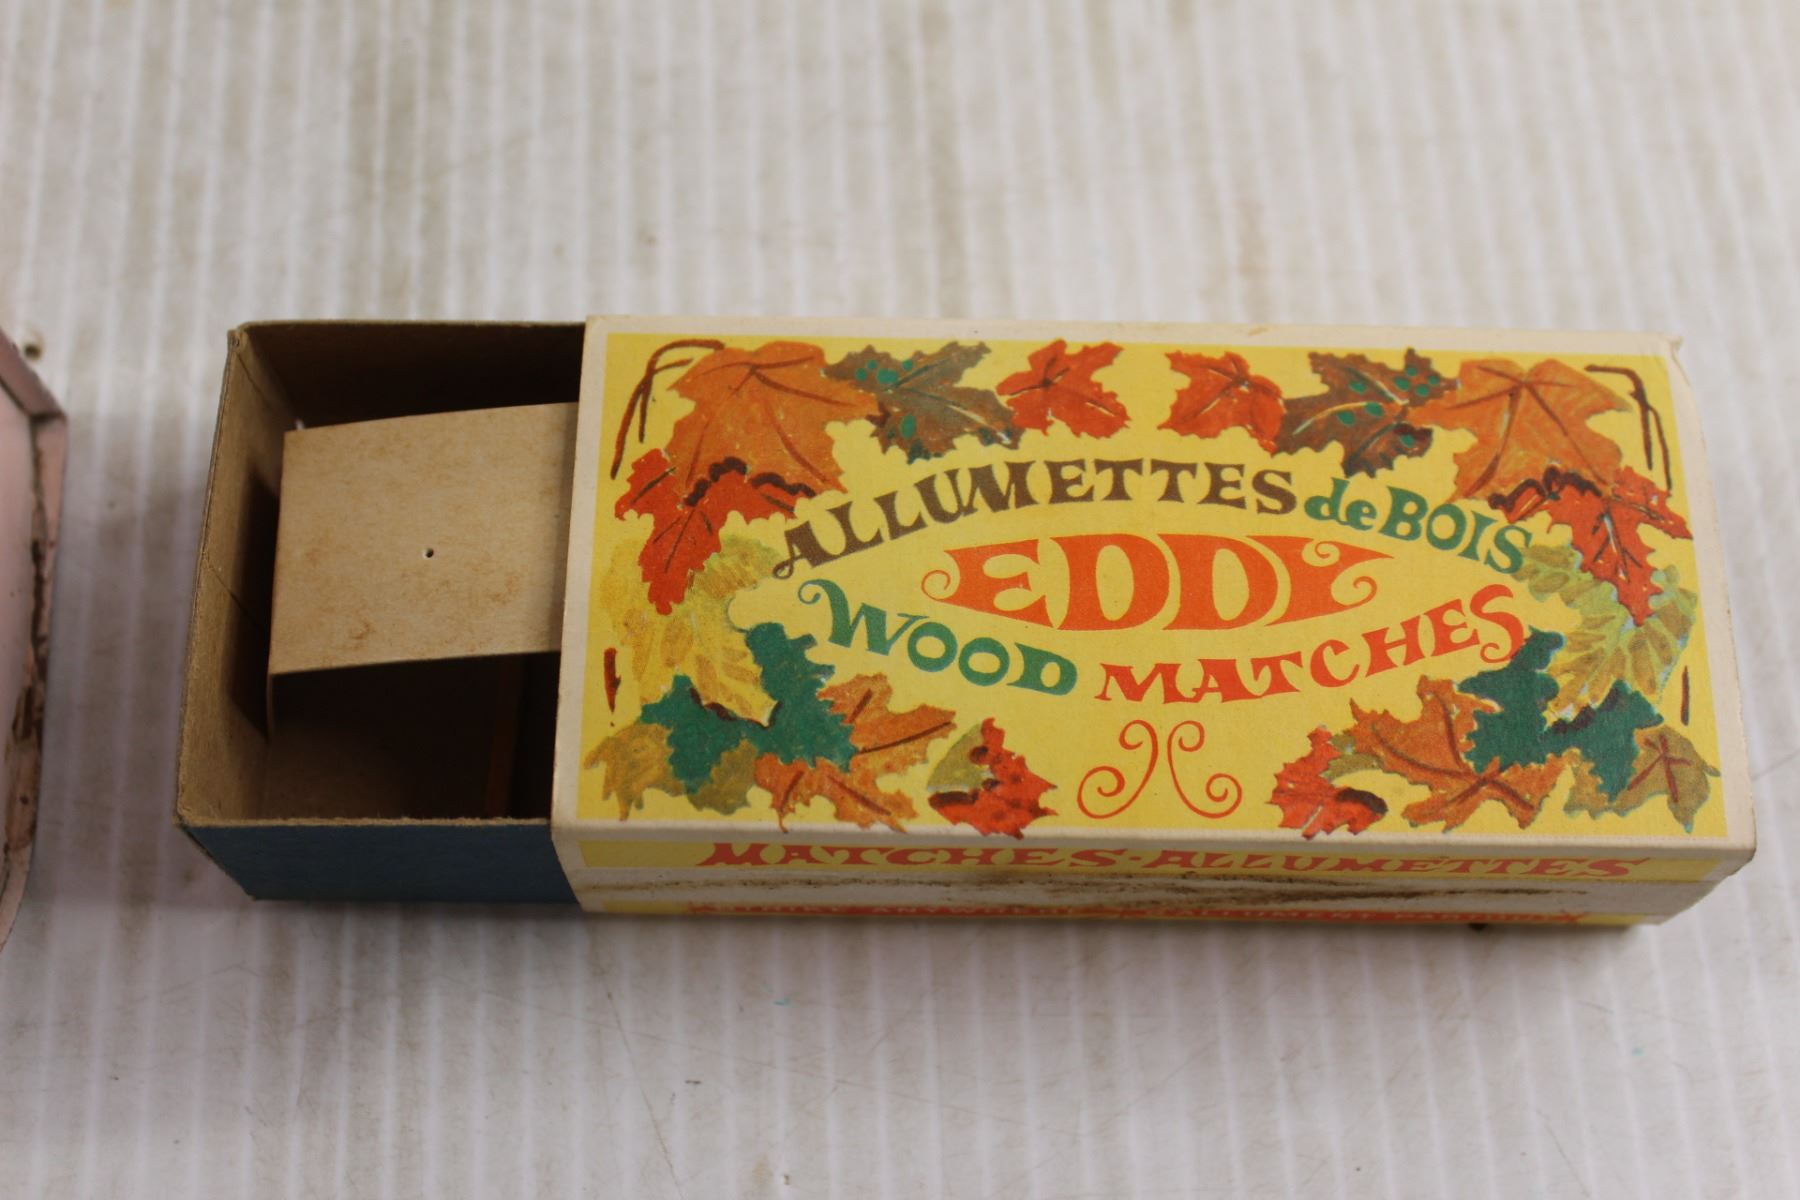 ALLUMETTES de BOIS
EDDY
WOOD MATCHES
MATCHES·ALLUMETTES